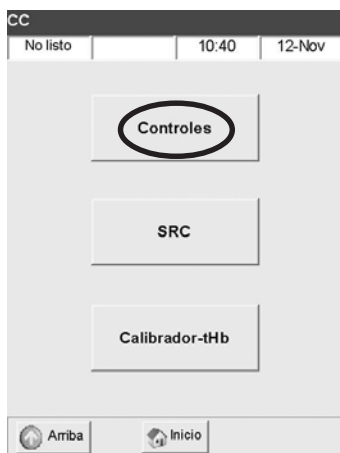 CC
No listo 10:40 12-Nov
Controles
SRC
Calibrador-tHb
Arriba Inicio